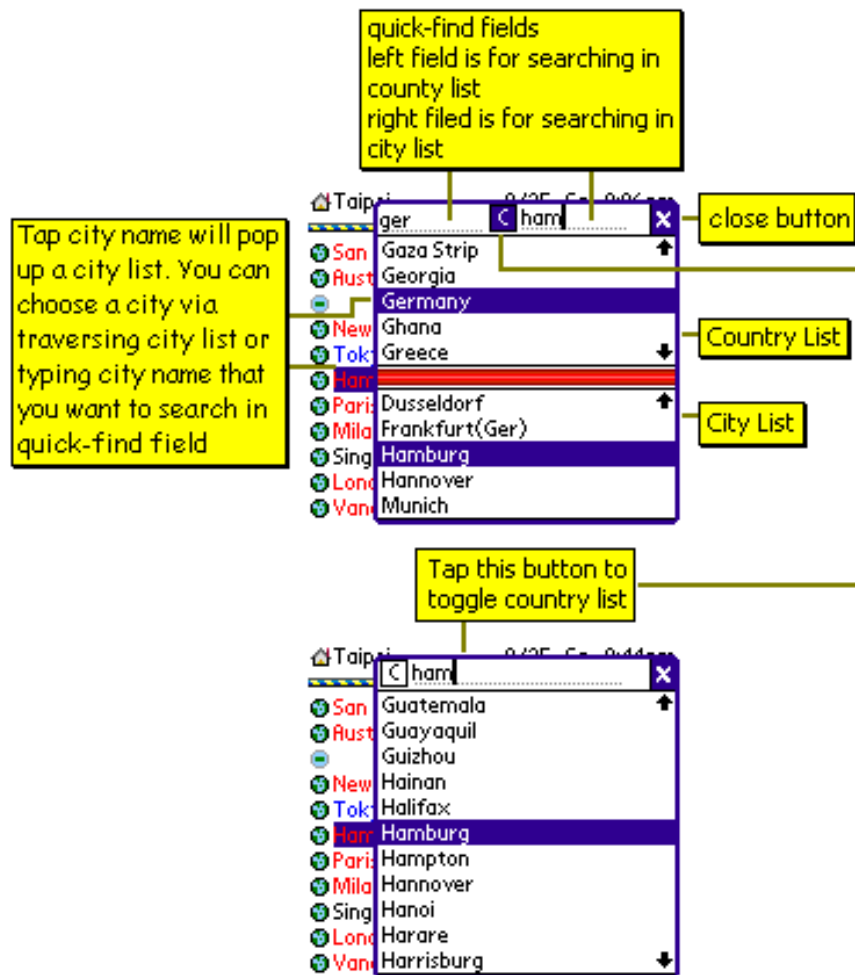 quick-find fields
left field is for searching in
county list
right filed is for searching in
city list
Taipei
ger C ham X
close button
Tap city name will pop
up a city list. You can
choose a city via
traversing city list or
typing city name that
you want to search in
quick-find field
San
Aust
New
Tok
Ham
Paris
Mila
Sing
Lond
Vanc
Gaza Strip
Georgia
Germany
Ghana
Greece
Country List
Dusseldorf
Frankfurt(Ger)
Hamburg
Hannover
Munich
City List
Tap this button to
toggle country list
Taipei
C ham X
San
Aust
New
Tok
Ham
Paris
Mila
Sing
Lond
Vanc
Guatemala
Guayaquil
Guizhou
Hainan
Halifax
Hamburg
Hampton
Hannover
Hanoi
Harare
Harrisburg